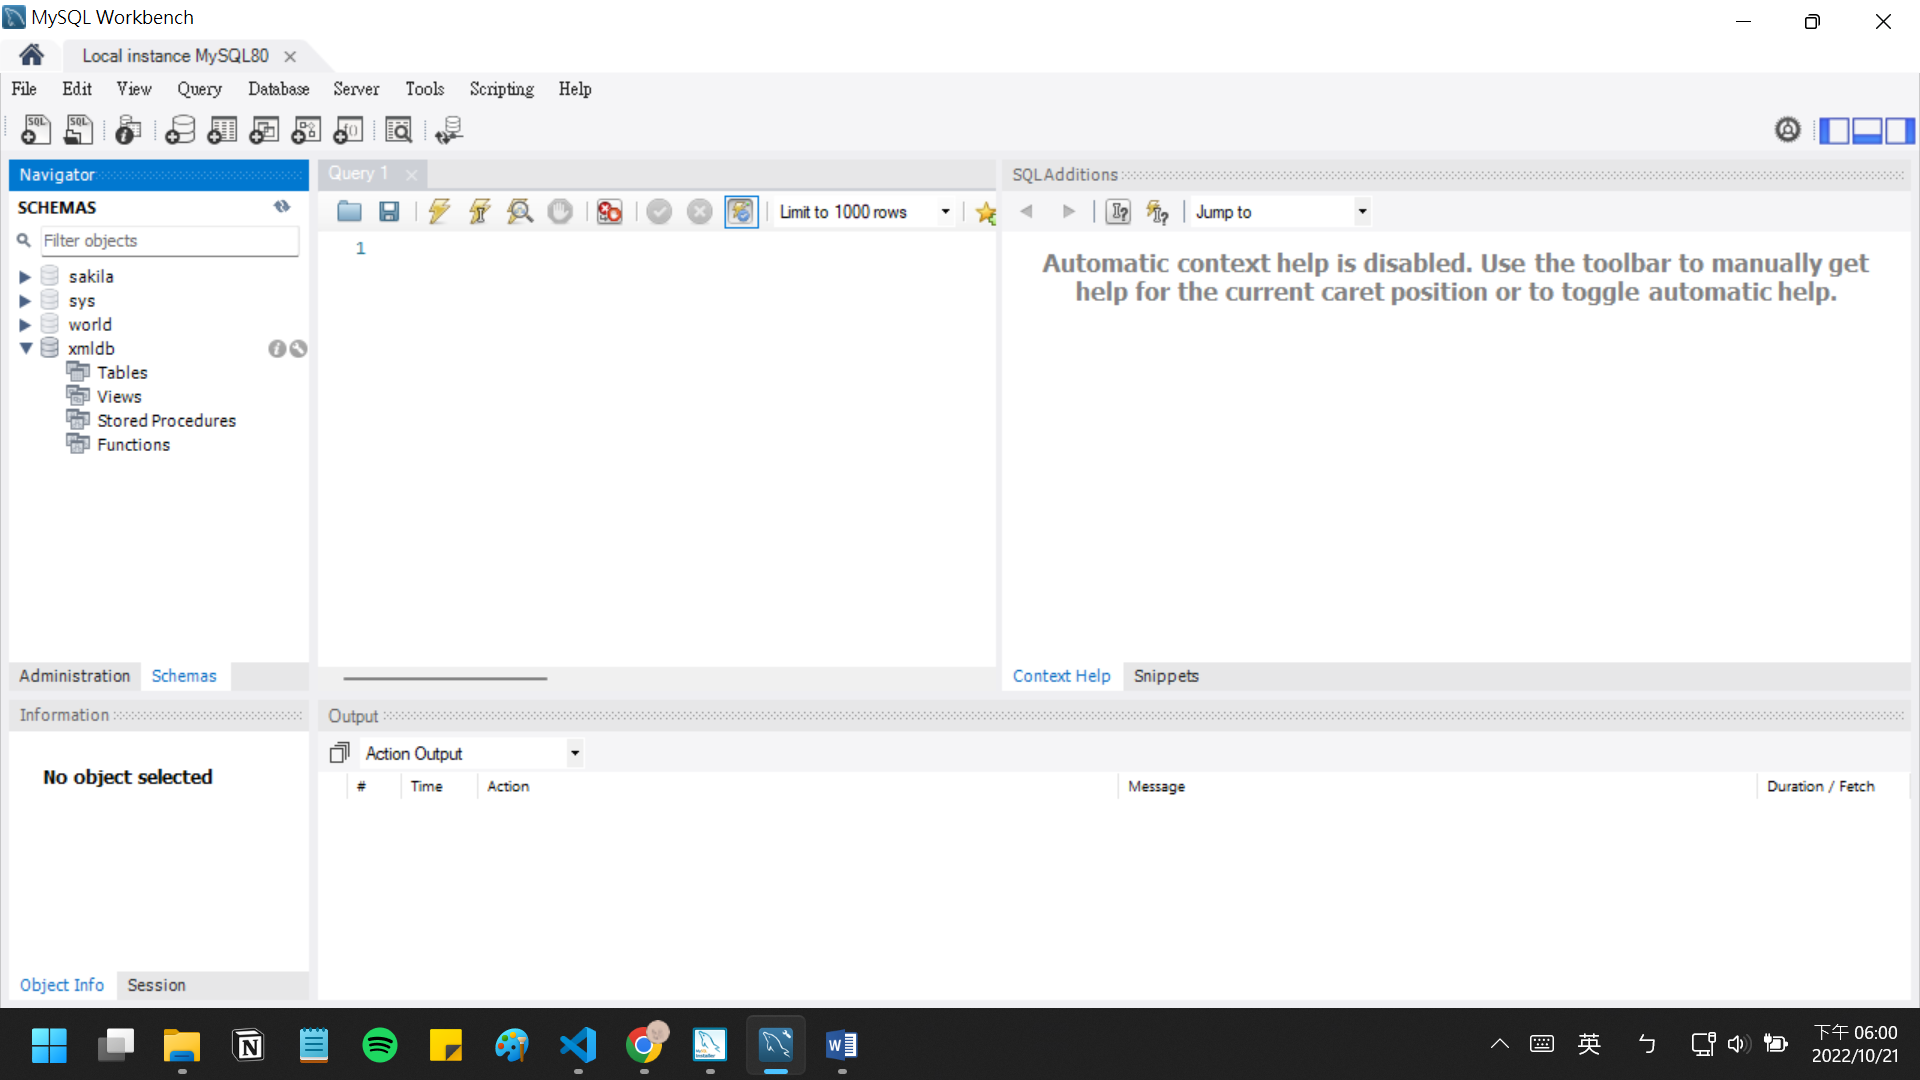 MySQL Workbench
Local instance MySQL80
File Edit View Query Database Server Tools Scripting Help
SQL SQL
Navigator
SCHEMAS
Filter objects
sakila
sys
world
xmldb
Tables
Views
Stored Procedures
Functions
Administration Schemas
Query 1
Limit to 1000 rows
1
SQLAdditions
Jump to
Automatic context help is disabled. Use the toolbar to manually get
help for the current caret position or to toggle automatic help.
Context Help Snippets
Information
No object selected
Object Info Session
Output
Action Output
# Time Action Message Duration / Fetch
英 ㄅ
下午 06:00
2022/10/21